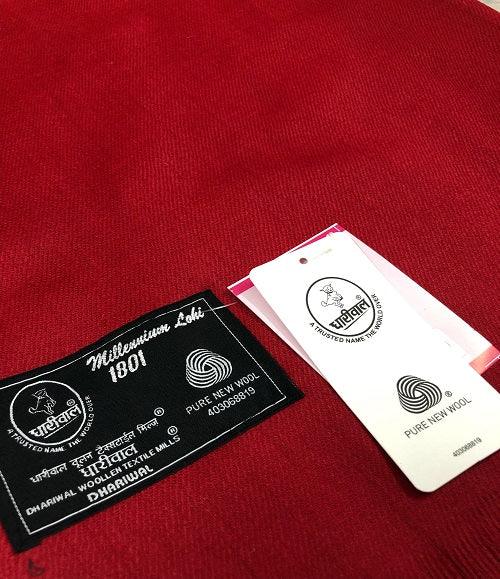 Millennium Lohi
1801
धारीवाल
A TRUSTED NAME THE WORLD OVER
PURE NEW WOOL
403068819
धारीवाल वूलन टेक्सटाईल मिल्ज़ ®
धारीवाल ®
DHARIWAL WOOLLEN TEXTILE MILLS
DHARIWAL
धारीवाल ®
A TRUSTED NAME THE WORLD OVER
®
PURE NEW WOOL
403068819